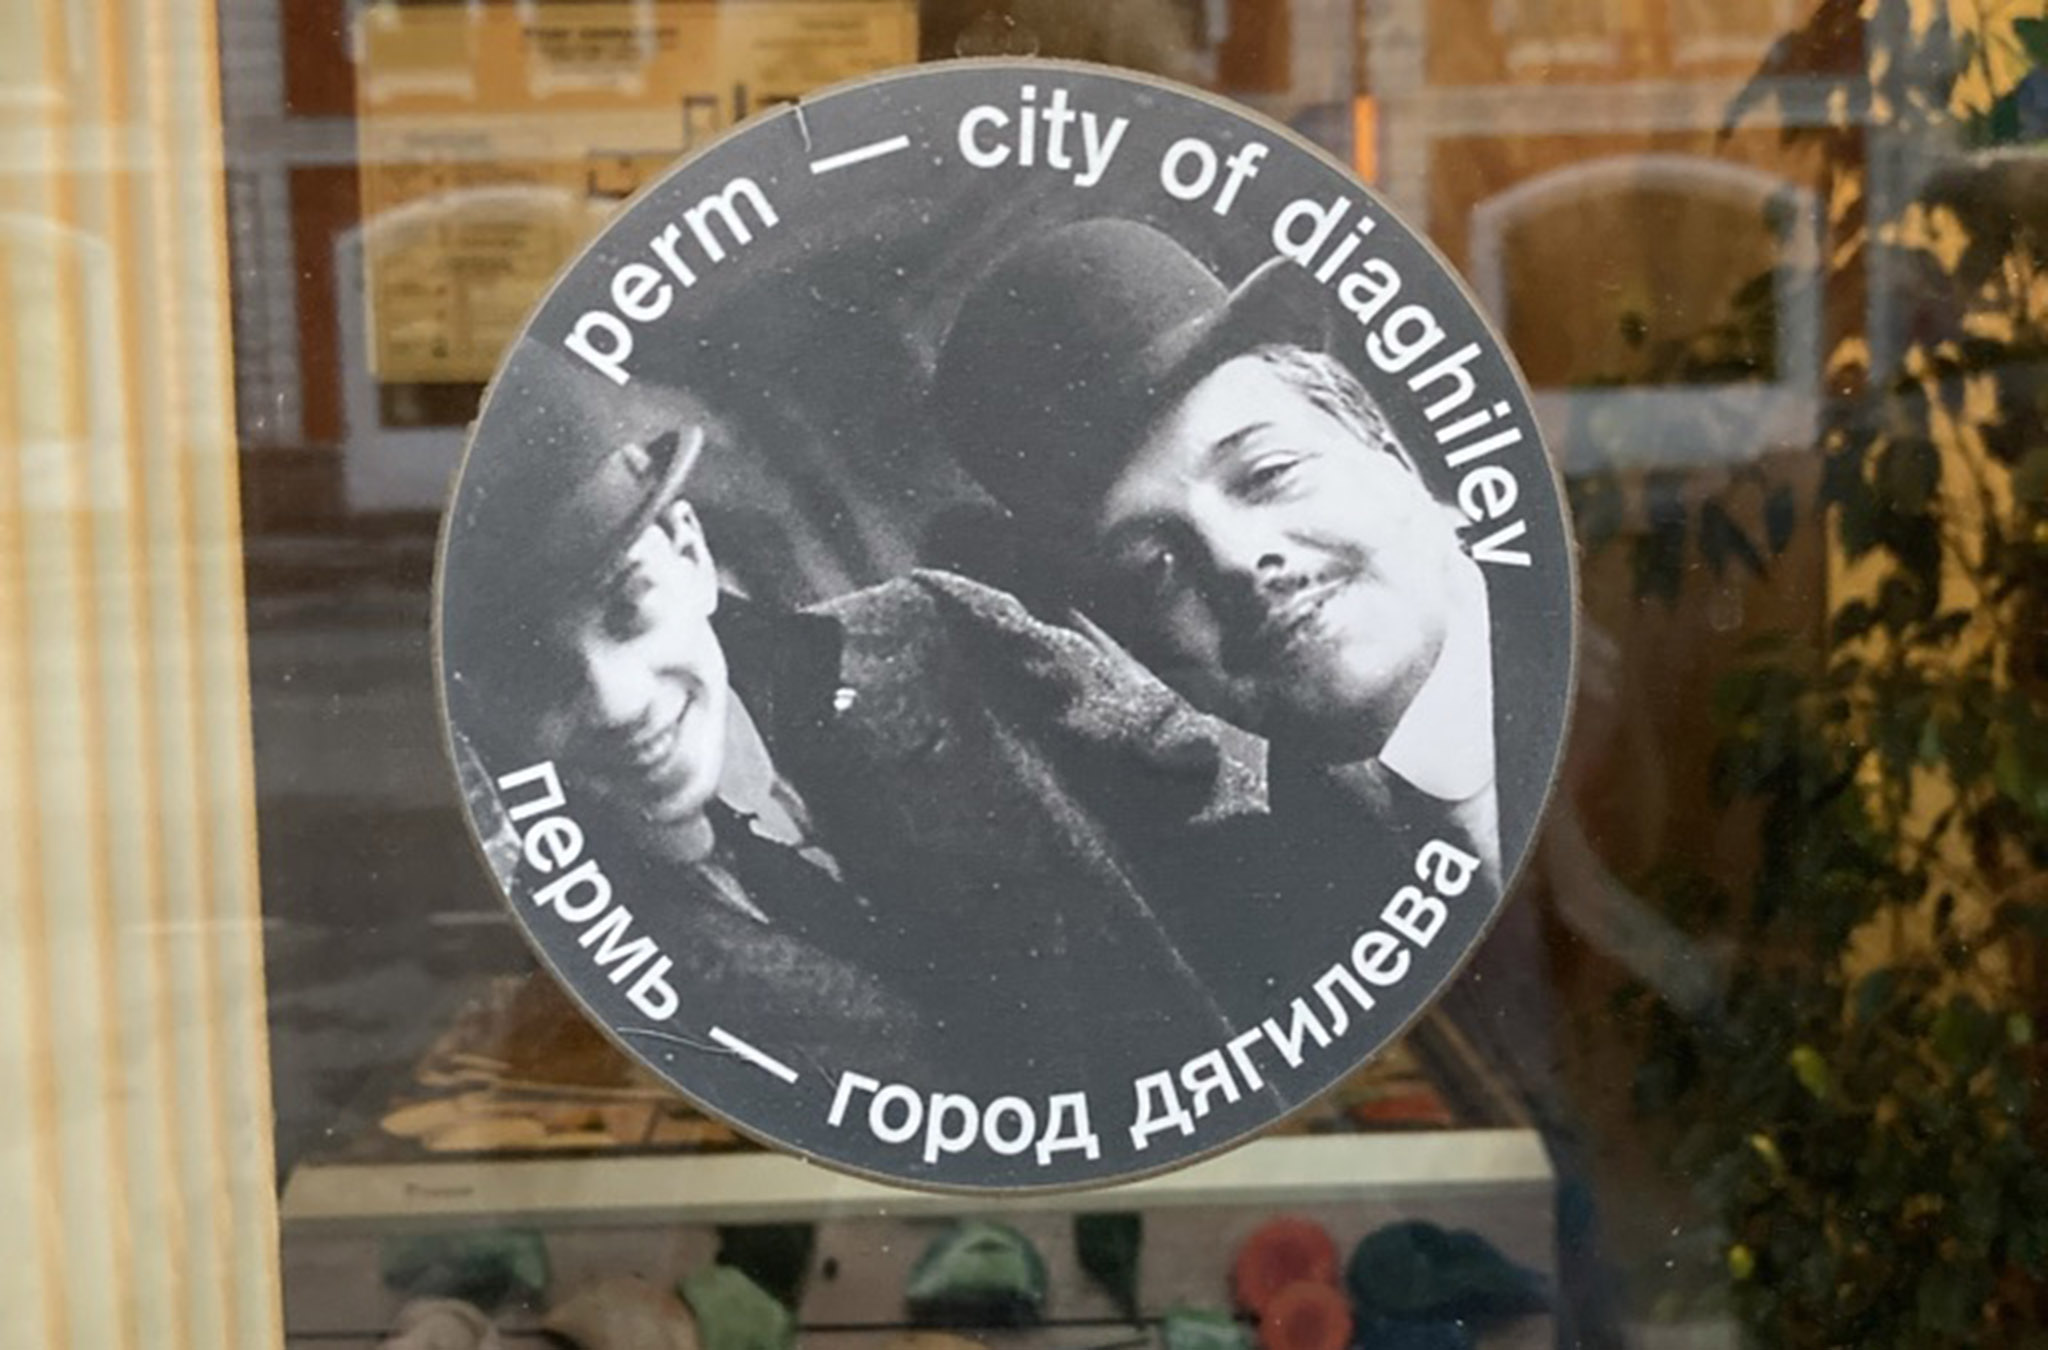 perm — city of diaghilev
пермь — город дягилева